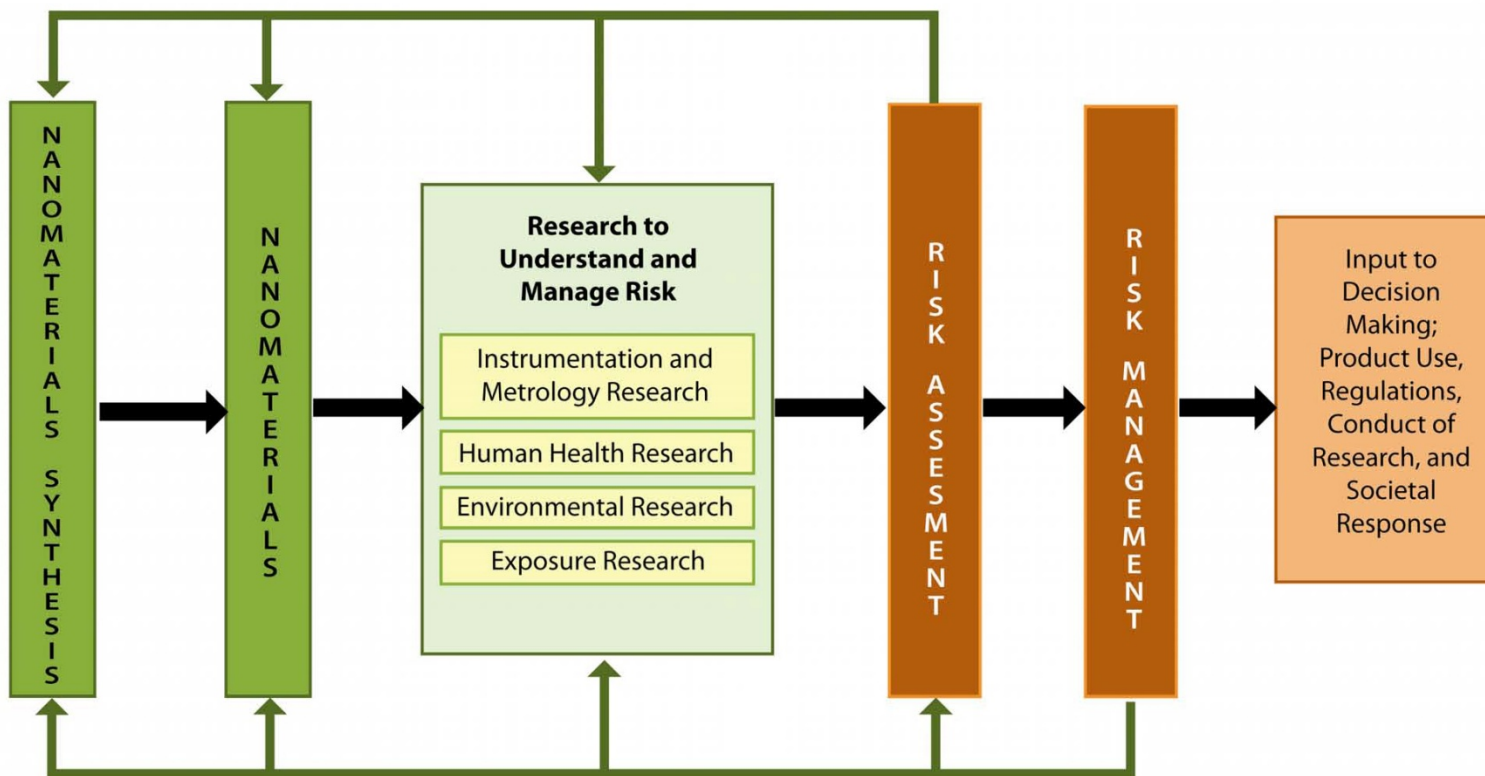 NANOMATERIALS SYNTHESIS
NANOMATERIALS
Research to
Understand and
Manage Risk
Instrumentation and
Metrology Research
Human Health Research
Environmental Research
Exposure Research
RISK ASSESMENT
RISK MANAGEMENT
Input to
Decision
Making;
Product Use,
Regulations,
Conduct of
Research, and
Societal
Response